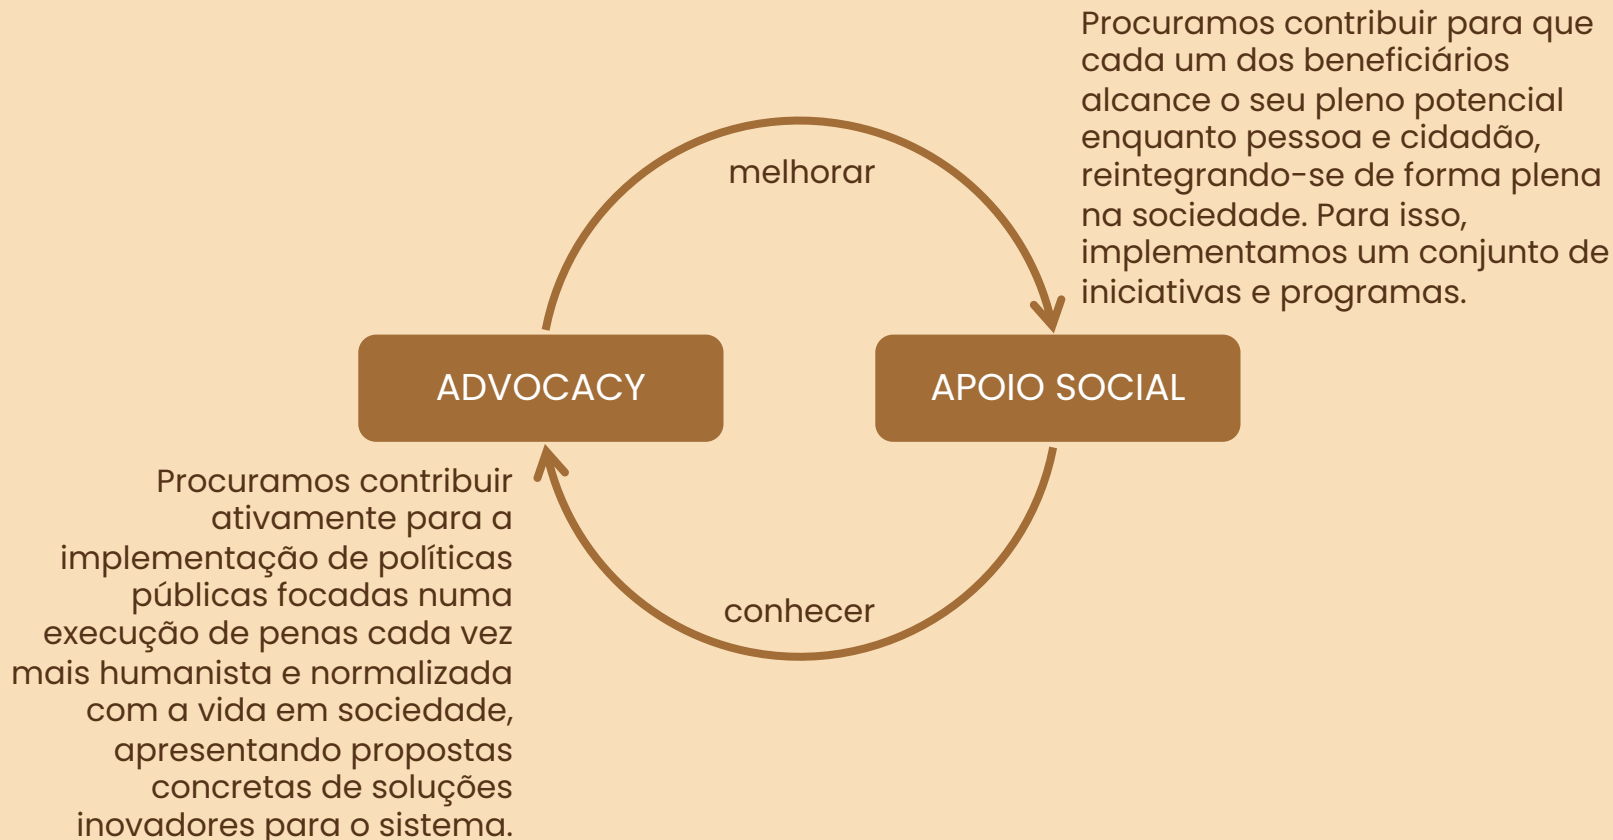 Procuramos contribuir para que
cada um dos beneficiários
alcance o seu pleno potencial
enquanto pessoa e cidadão,
reintegrando-se de forma plena
na sociedade. Para isso,
implementamos um conjunto de
iniciativas e programas.
melhorar
ADVOCACY
APOIO SOCIAL
Procuramos contribuir
ativamente para a
implementação de políticas
públicas focadas numa
execução de penas cada vez
mais humanista e normalizada
com a vida em sociedade,
apresentando propostas
concretas de soluções
inovadores para o sistema.
conhecer